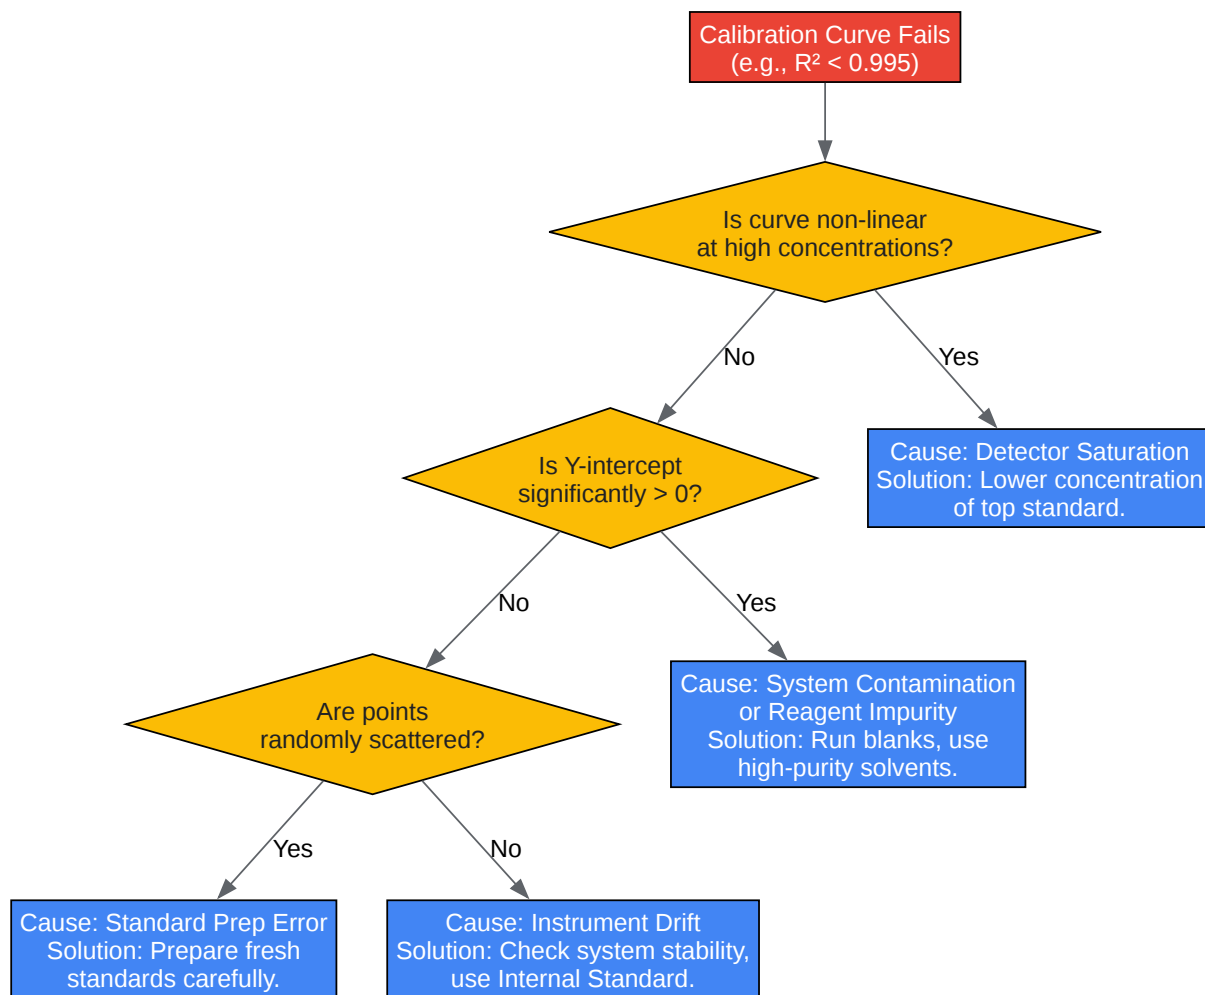 Calibration Curve Fails
(e.g., R² < 0.995)
Is curve non-linear
at high concentrations?
No
Yes
Is Y-intercept
significantly > 0?
Cause: Detector Saturation
Solution: Lower concentration
of top standard.
No
Yes
Are points
randomly scattered?
Cause: System Contamination
or Reagent Impurity
Solution: Run blanks, use
high-purity solvents.
Yes
No
Cause: Standard Prep Error
Solution: Prepare fresh
standards carefully.
Cause: Instrument Drift
Solution: Check system stability,
use Internal Standard.